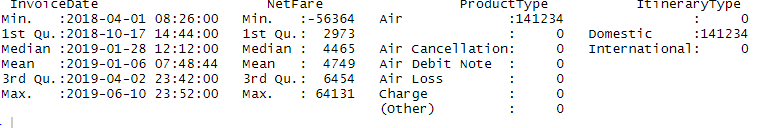 InvoiceDate NetFare ProductType ItineraryType
Min.   :2018-04-01 08:26:00 Min.   :-56364 Air            :141234              :     0
1st Qu.:2018-10-17 14:44:00 1st Qu.:  2973                :     0 Domestic     :141234
Median :2019-01-28 12:12:00 Median :  4465 Air Cancellation:     0 International:     0
Mean   :2019-01-06 07:48:44 Mean   :  4749 Air Debit Note  :     0
3rd Qu.:2019-04-02 23:42:00 3rd Qu.:  6454 Air Loss        :     0
Max.   :2019-06-10 23:52:00 Max.   : 64131 Charge          :     0
(Other)         :     0